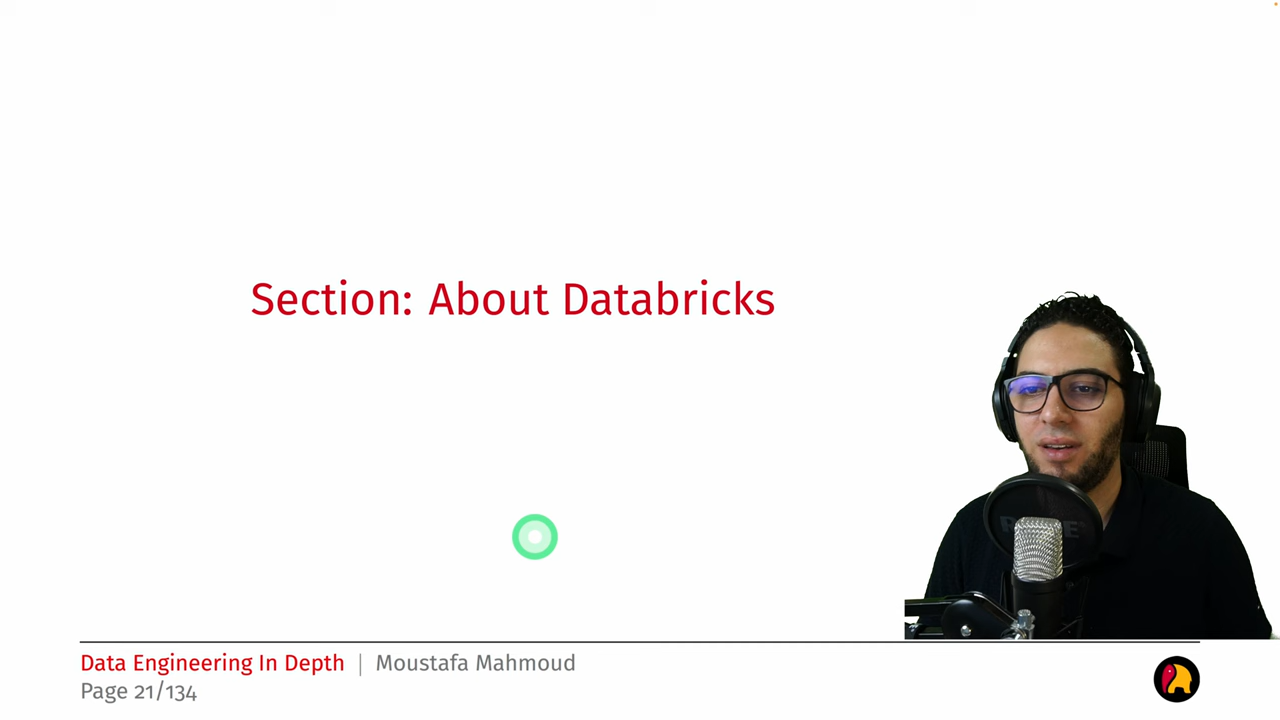 Section: About Databricks
Data Engineering In Depth | Moustafa Mahmoud
Page 21/134